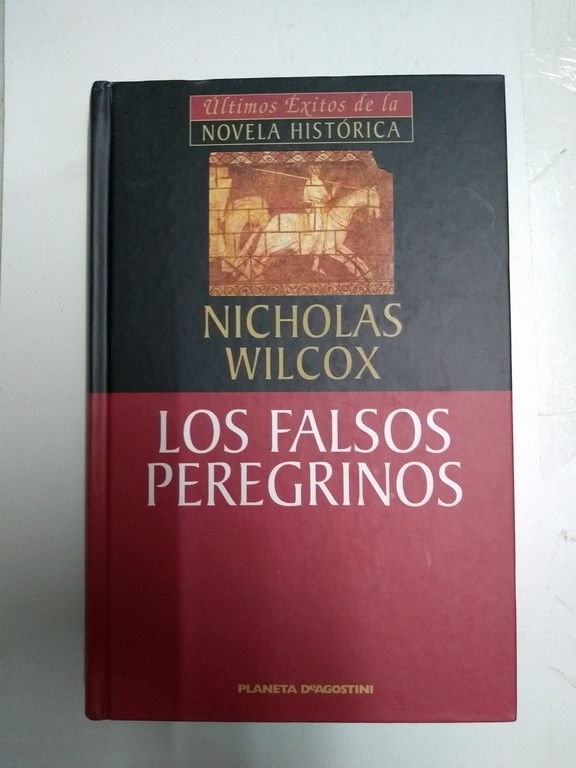 Últimos Éxitos de la
NOVELA HISTÓRICA
NICHOLAS
WILCOX
LOS FALSOS
PEREGRINOS
PLANETA DEAGOSTINI